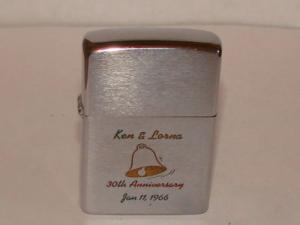 Ken & Lorna
30th Anniversary
Jan 11, 1966